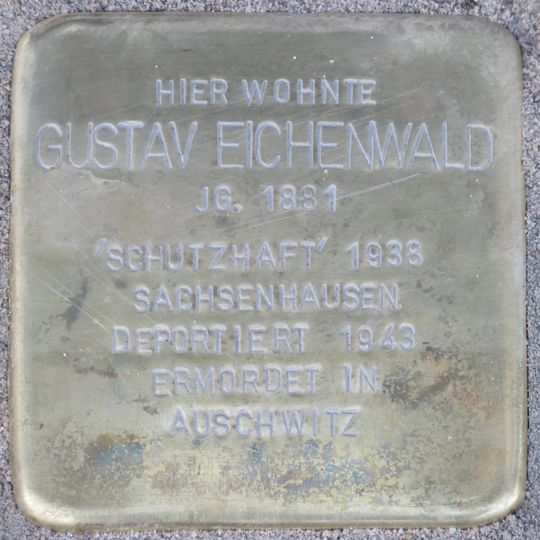 HIER WOHNTE
GUSTAV EICHENWALD
JG. 1881
'SCHUTZHAFT' 1938
SACHSENHAUSEN
DEPORTIERT 1943
ERMORDET IN
AUSCHWITZ